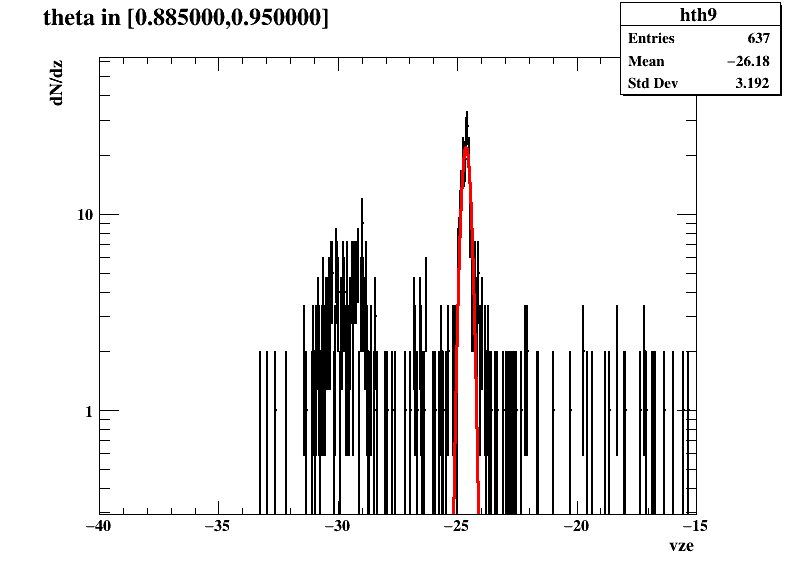 theta in [0.885000,0.950000]
hth9
Entries 637
Mean −26.18
Std Dev 3.192
dN/dz
10
1
−40 −35 −30 −25 −20 −15
vze